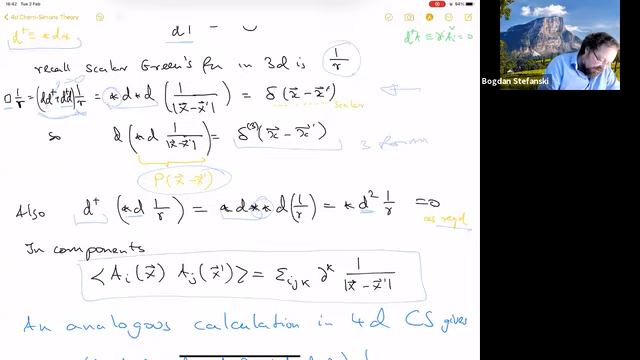 16:42 Tue 2 Feb
94%
4d Chern-Simons Theory
d† ≡ *d*
d†A ≡ ∂ⁱAᵢ = 0
Bogdan Stefanski
recall Scalar Green's fn in 3d is 1/r
□ 1/r = (dd† + d†d) 1/r = *d*d (1/|x⃗-x⃗'|) = δ(x⃗-x⃗')
scalar
so d(*d 1/|x⃗-x⃗'|) = δ⁽³⁾(x⃗-x⃗') 3 form
P(x⃗-x⃗')
Also d†(*d 1/r) = *d**d(1/r) = *d² 1/r = 0
as reqd
In components
<Aᵢ(x⃗) Aⱼ(x⃗')> = εᵢⱼₖ ∂ᵏ 1/|x⃗-x⃗'|
An analogous calculation in 4d CS gives